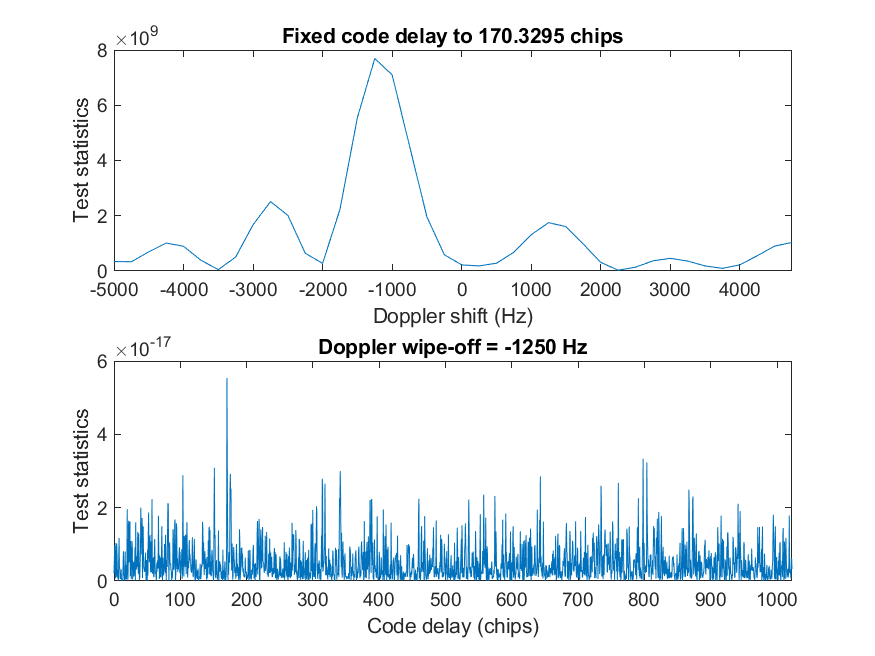 ×10⁹
Fixed code delay to 170.3295 chips
8
6
4
2
0
Test statistics
-5000 -4000 -3000 -2000 -1000 0 1000 2000 3000 4000
Doppler shift (Hz)
×10⁻¹⁷
Doppler wipe-off = -1250 Hz
6
4
2
0
Test statistics
0 100 200 300 400 500 600 700 800 900 1000
Code delay (chips)